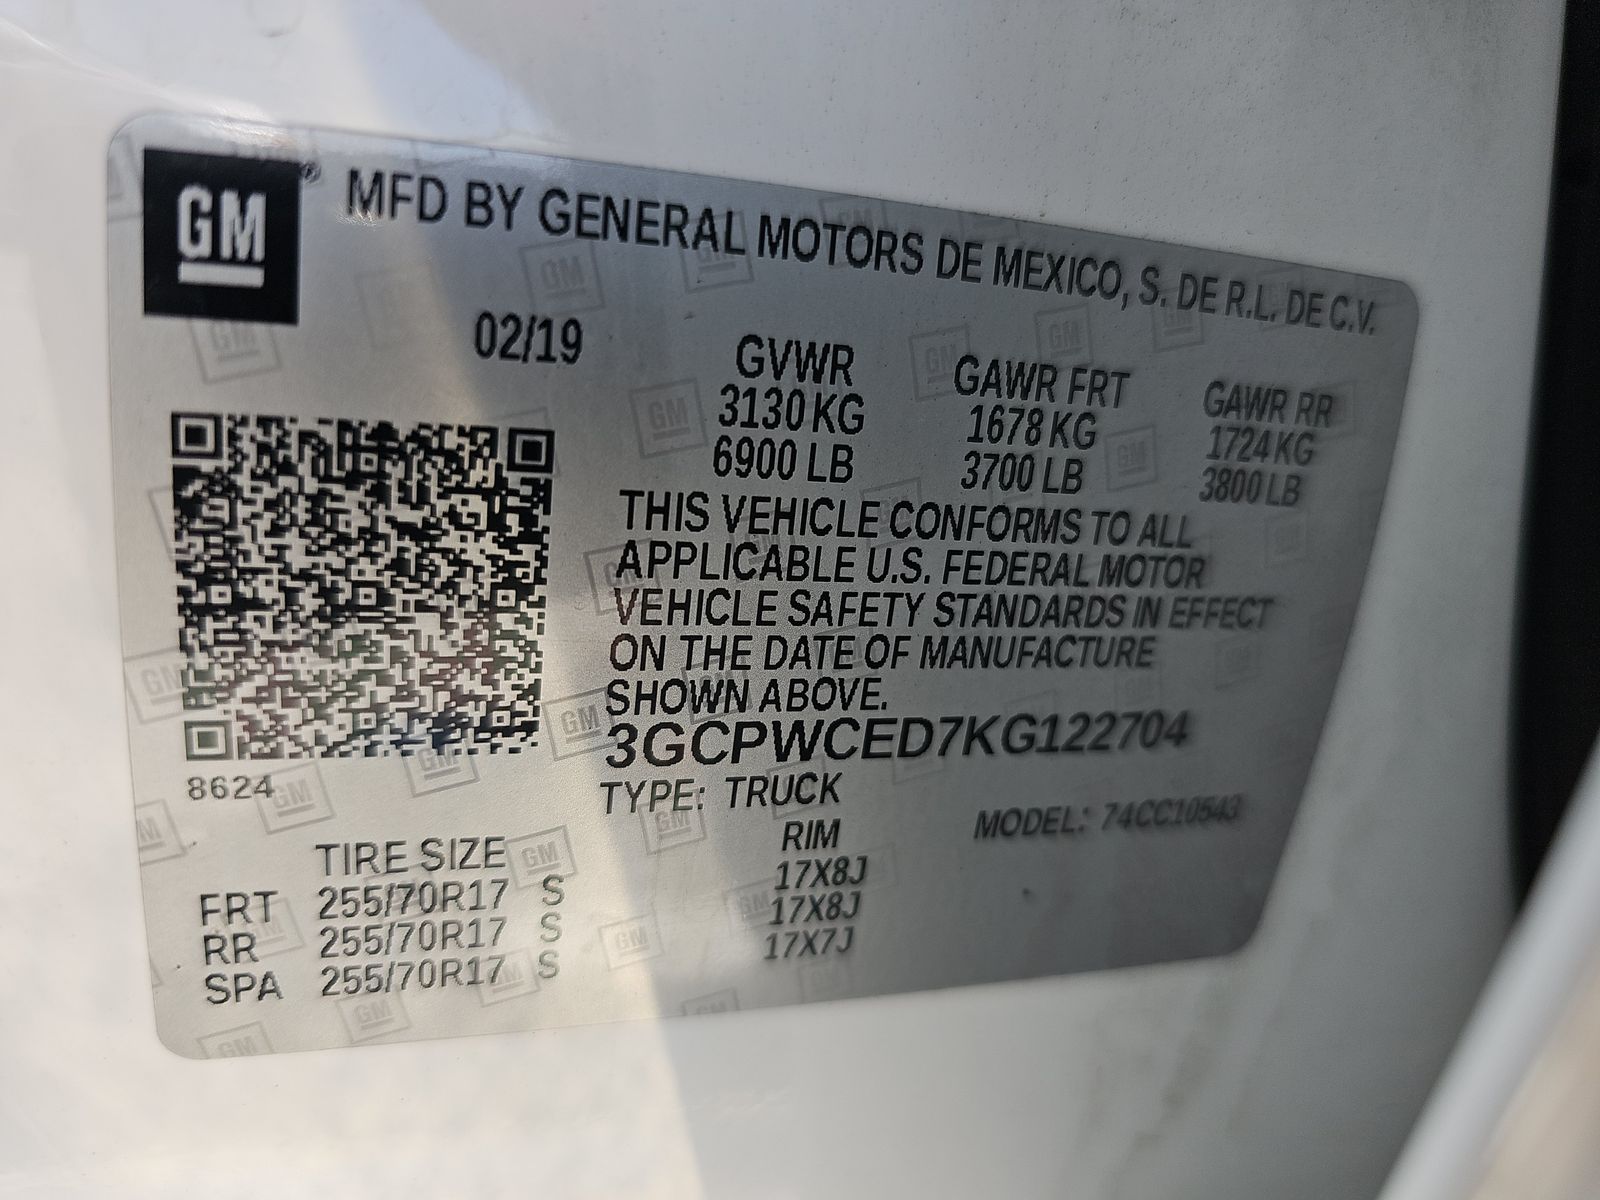 GM
MFD BY GENERAL MOTORS DE MEXICO, S. DE R.L. DE C.V.
02/19
GVWR GAWR FRT GAWR RR
3130 KG 1678 KG 1724 KG
6900 LB 3700 LB 3800 LB
THIS VEHICLE CONFORMS TO ALL
APPLICABLE U.S. FEDERAL MOTOR
VEHICLE SAFETY STANDARDS IN EFFECT
ON THE DATE OF MANUFACTURE
SHOWN ABOVE.
3GCPWCED7KG122704
8624
TYPE: TRUCK MODEL: 74CC10543
TIRE SIZE RIM
FRT 255/70R17 S 17X8J
RR 255/70R17 S 17X8J
SPA 255/70R17 S 17X7J